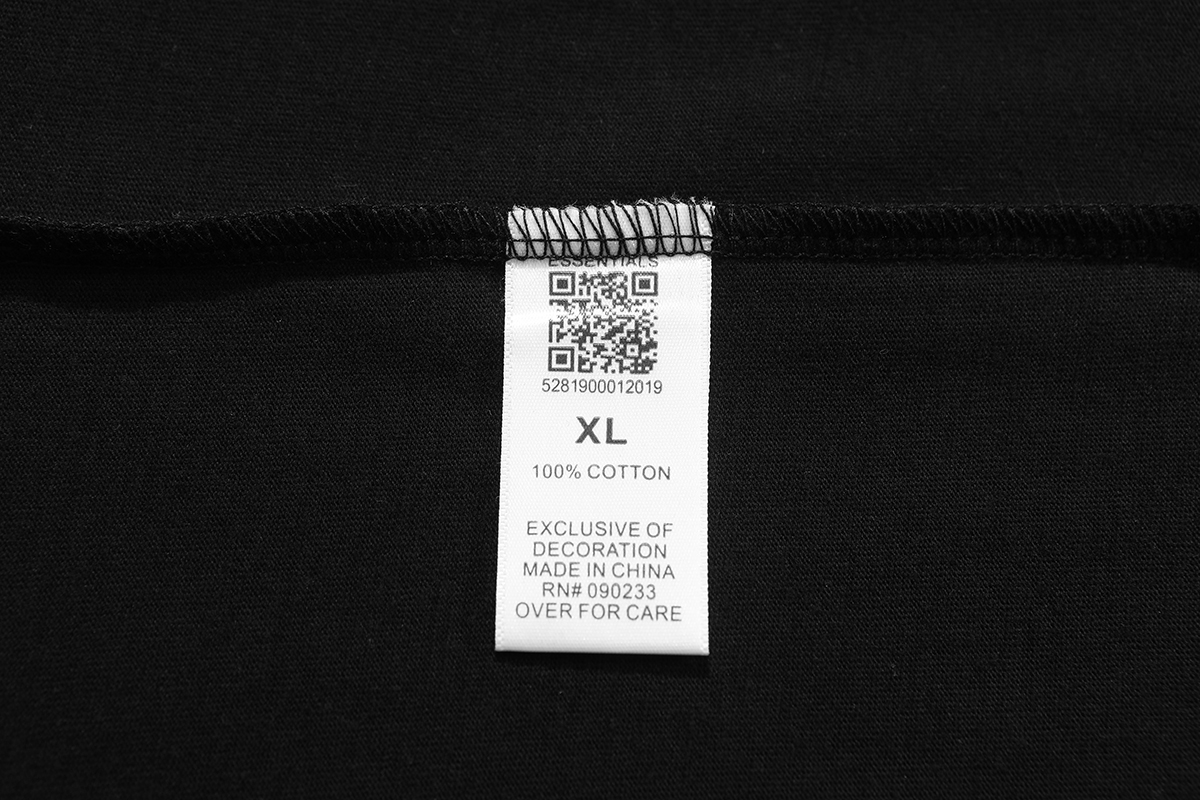 ESSENTIALS
5281900012019
XL
100% COTTON
EXCLUSIVE OF
DECORATION
MADE IN CHINA
RN# 090233
OVER FOR CARE